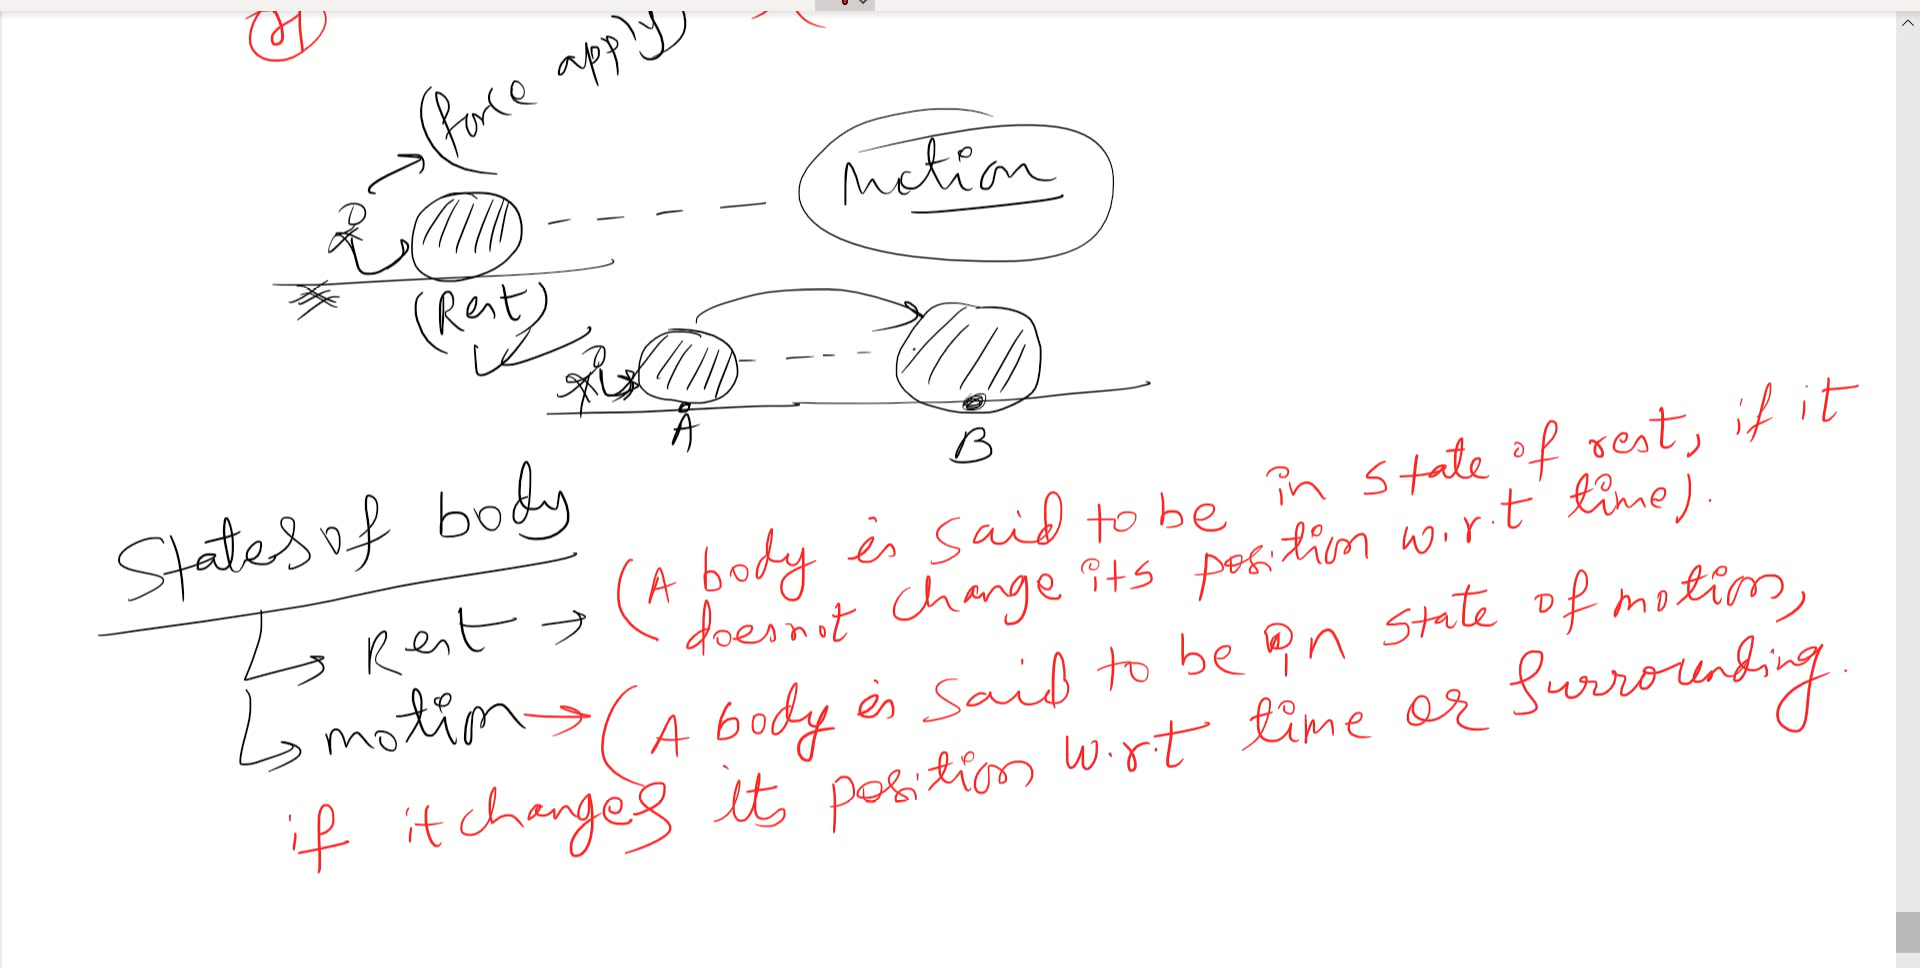 (force apply)
Motion
(Rest)
A
B
States of body
Rest → (A body is said to be in state of rest, if it
does not change its position w.r.t time).
motion → (A body is said to be in state of motion,
if it changes its position w.r.t time or surrounding.